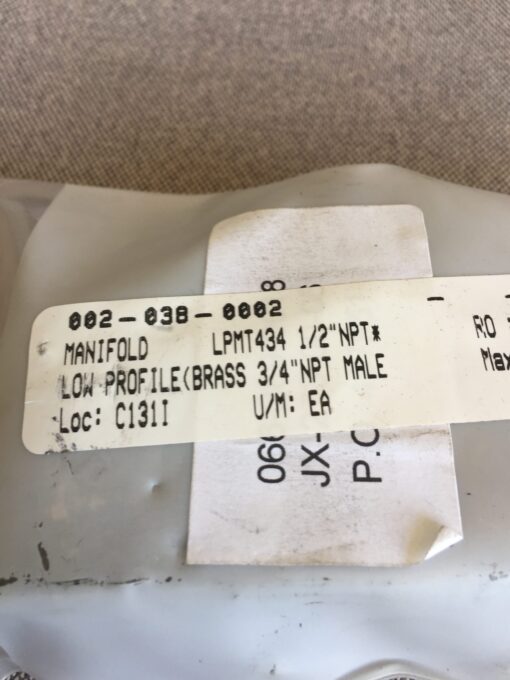 002-038-0002 -
MANIFOLD LPMT434 1/2"NPT* RO
LOW PROFILE(BRASS 3/4"NPT MALE Max
Loc: C131I U/M: EA
JX-